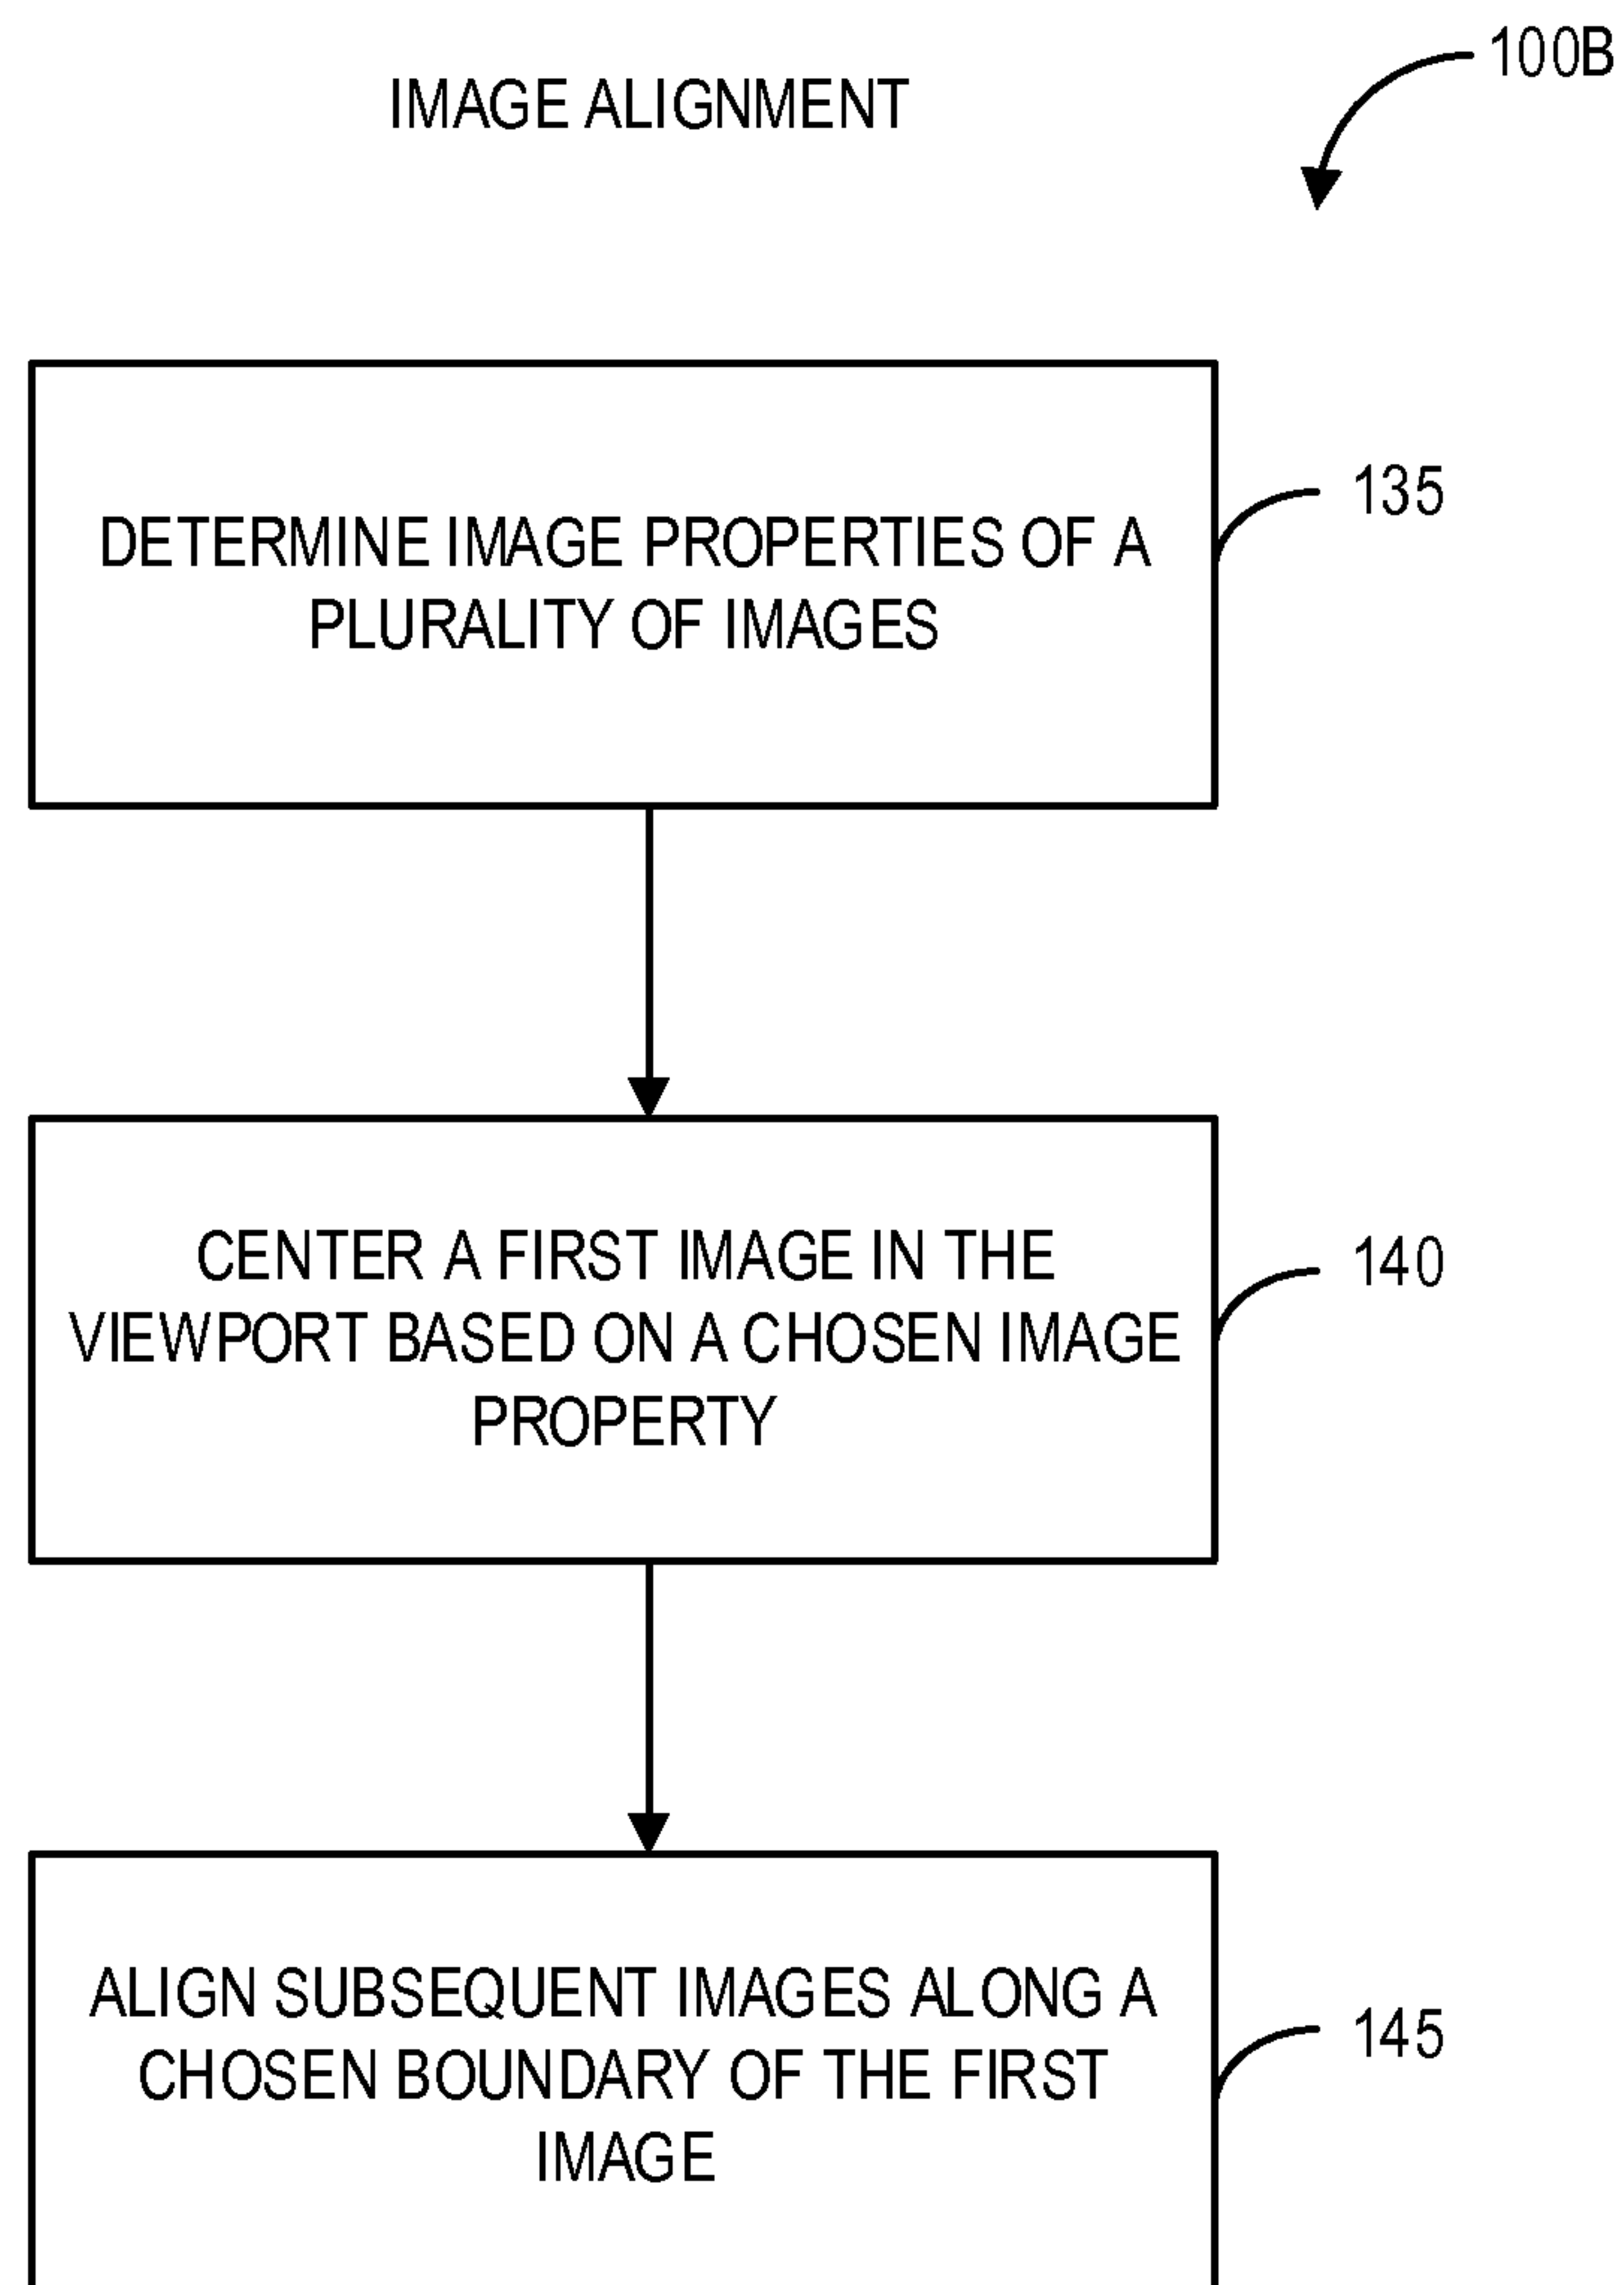 100B
IMAGE ALIGNMENT
135
DETERMINE IMAGE PROPERTIES OF A
PLURALITY OF IMAGES
CENTER A FIRST IMAGE IN THE
140
VIEWPORT BASED ON A CHOSEN IMAGE
PROPERTY
ALIGN SUBSEQUENT IMAGES ALONG A
145
CHOSEN BOUNDARY OF THE FIRST
IMAGE